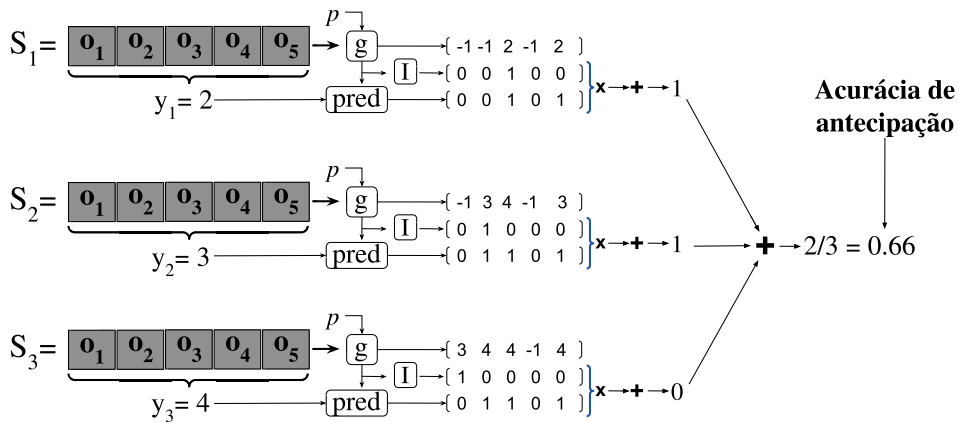 p
S1= o1 o2 o3 o4 o5 g [ -1 -1 2 -1 2 ]
I [ 0 0 1 0 0 ]
y1= 2 pred [ 0 0 1 0 1 ] x + 1
Acurácia de
antecipação
p
S2= o1 o2 o3 o4 o5 g [ -1 3 4 -1 3 ]
I [ 0 1 0 0 0 ]
y2= 3 pred [ 0 1 1 0 1 ] x + 1
+ 2/3 = 0.66
p
S3= o1 o2 o3 o4 o5 g [ 3 4 4 -1 4 ]
I [ 1 0 0 0 0 ]
y3= 4 pred [ 0 1 1 0 1 ] x + 0